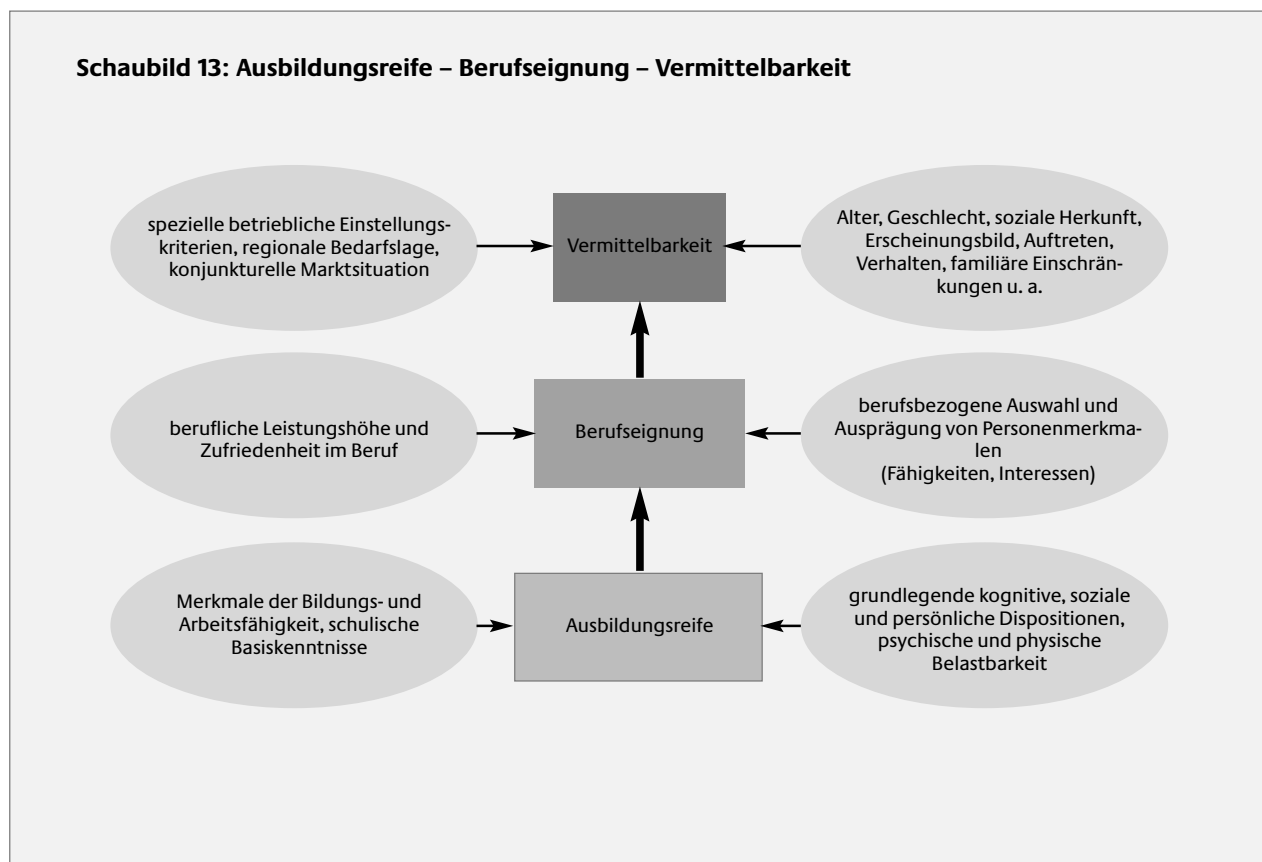 Schaubild 13: Ausbildungsreife – Berufseignung – Vermittelbarkeit
spezielle betriebliche Einstellungs-
kriterien, regionale Bedarfslage,
konjunkturelle Marktsituation
Vermittelbarkeit
Alter, Geschlecht, soziale Herkunft,
Erscheinungsbild, Auftreten,
Verhalten, familiäre Einschrän-
kungen u. a.
berufliche Leistungshöhe und
Zufriedenheit im Beruf
Berufseignung
berufsbezogene Auswahl und
Ausprägung von Personenmerkma-
len
(Fähigkeiten, Interessen)
Merkmale der Bildungs- und
Arbeitsfähigkeit, schulische
Basiskenntnisse
Ausbildungsreife
grundlegende kognitive, soziale
und persönliche Dispositionen,
psychische und physische
Belastbarkeit